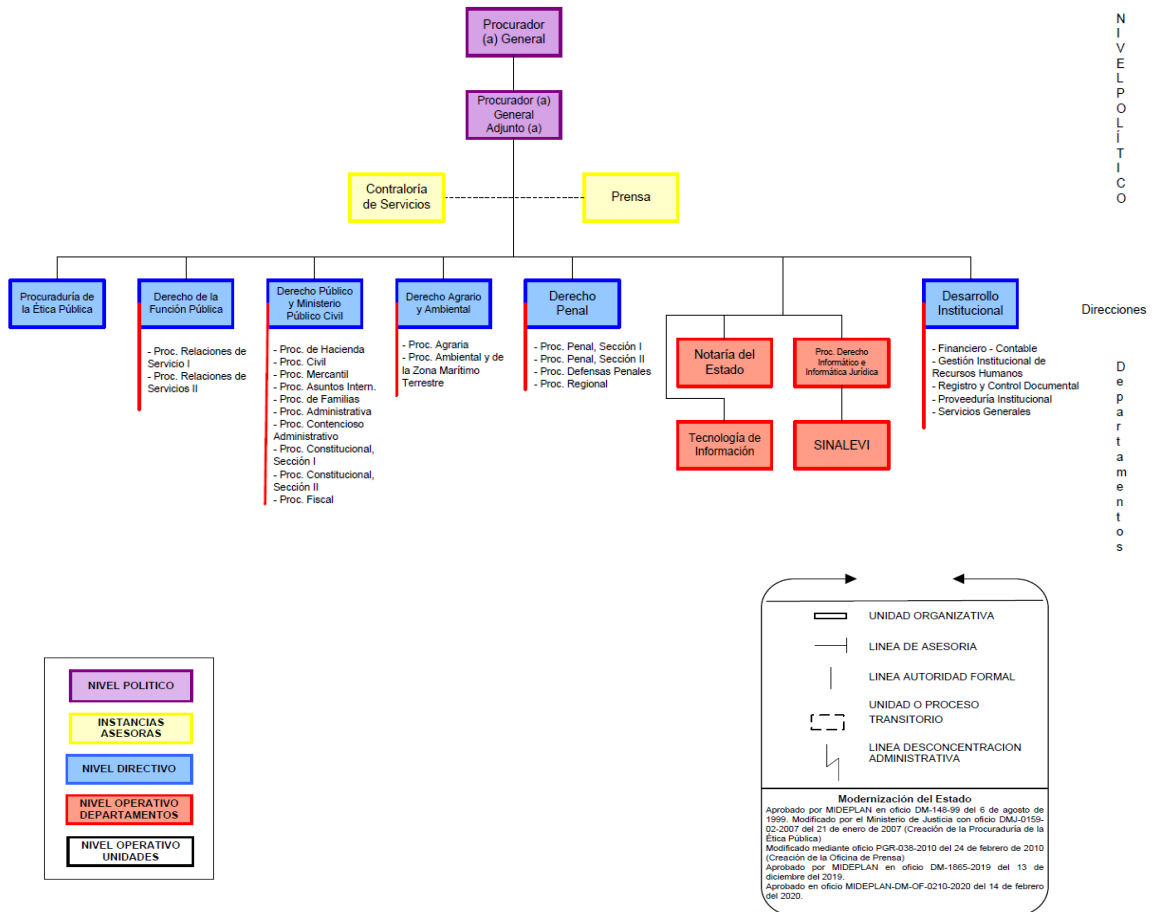 Procurador
(a) General
Procurador (a)
General
Adjunto (a)
Contraloría
de Servicios
Prensa
N
I
V
E
L
P
O
L
Í
T
I
C
O
Procuraduría de
la Ética Pública
Derecho de la
Función Pública
Derecho Público
y Ministerio
Público Civil
Derecho Agrario
y Ambiental
Derecho
Penal
Desarrollo
Institucional
Direcciones
- Proc. Relaciones de
Servicio I
- Proc. Relaciones de
Servicios II
- Proc. de Hacienda
- Proc. Civil
- Proc. Mercantil
- Proc. Asuntos Intern.
- Proc. de Familias
- Proc. Administrativa
- Proc. Contencioso
Administrativo
- Proc. Constitucional,
Sección I
- Proc. Constitucional,
Sección II
- Proc. Fiscal
- Proc. Agraria
- Proc. Ambiental y de
la Zona Marítimo
Terrestre
- Proc. Penal, Sección I
- Proc. Penal, Sección II
- Proc. Defensas Penales
- Proc. Regional
Notaría del
Estado
Proc. Derecho
Informático e
Informática Jurídica
Tecnología de
Información
SINALEVI
- Financiero - Contable
- Gestión Institucional de
Recursos Humanos
- Registro y Control Documental
- Proveeduría Institucional
- Servicios Generales
D
e
p
a
r
t
a
m
e
n
t
o
s
NIVEL POLITICO
INSTANCIAS
ASESORAS
NIVEL DIRECTIVO
NIVEL OPERATIVO
DEPARTAMENTOS
NIVEL OPERATIVO
UNIDADES
UNIDAD ORGANIZATIVA
LINEA DE ASESORIA
LINEA AUTORIDAD FORMAL
UNIDAD O PROCESO
TRANSITORIO
LINEA DESCONCENTRACION
ADMINISTRATIVA
Modernización del Estado
Aprobado por MIDEPLAN en oficio DM-148-99 del 6 de agosto de
1999. Modificado por el Ministerio de Justicia con oficio DMJ-0159-
02-2007 del 21 de enero de 2007 (Creación de la Procuraduría de la
Ética Pública)
Modificado mediante oficio PGR-038-2010 del 24 de febrero de 2010
(Creación de la Oficina de Prensa)
Aprobado por MIDEPLAN en oficio DM-1865-2019 del 13 de
diciembre del 2019.
Aprobado en oficio MIDEPLAN-DM-OF-0210-2020 del 14 de febrero
del 2020.